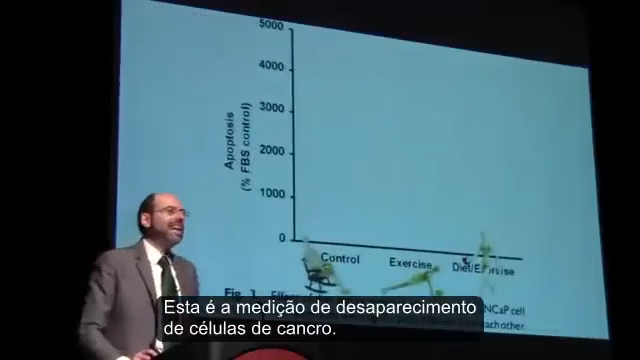 5000
4000
3000
2000
1000
0
Apoptosis
(% FBS control)
Control
Exercise
Diet/Exercise
Fig. 3
NCaP cell
each other.
Esta é a medição de desaparecimento
de células de cancro.